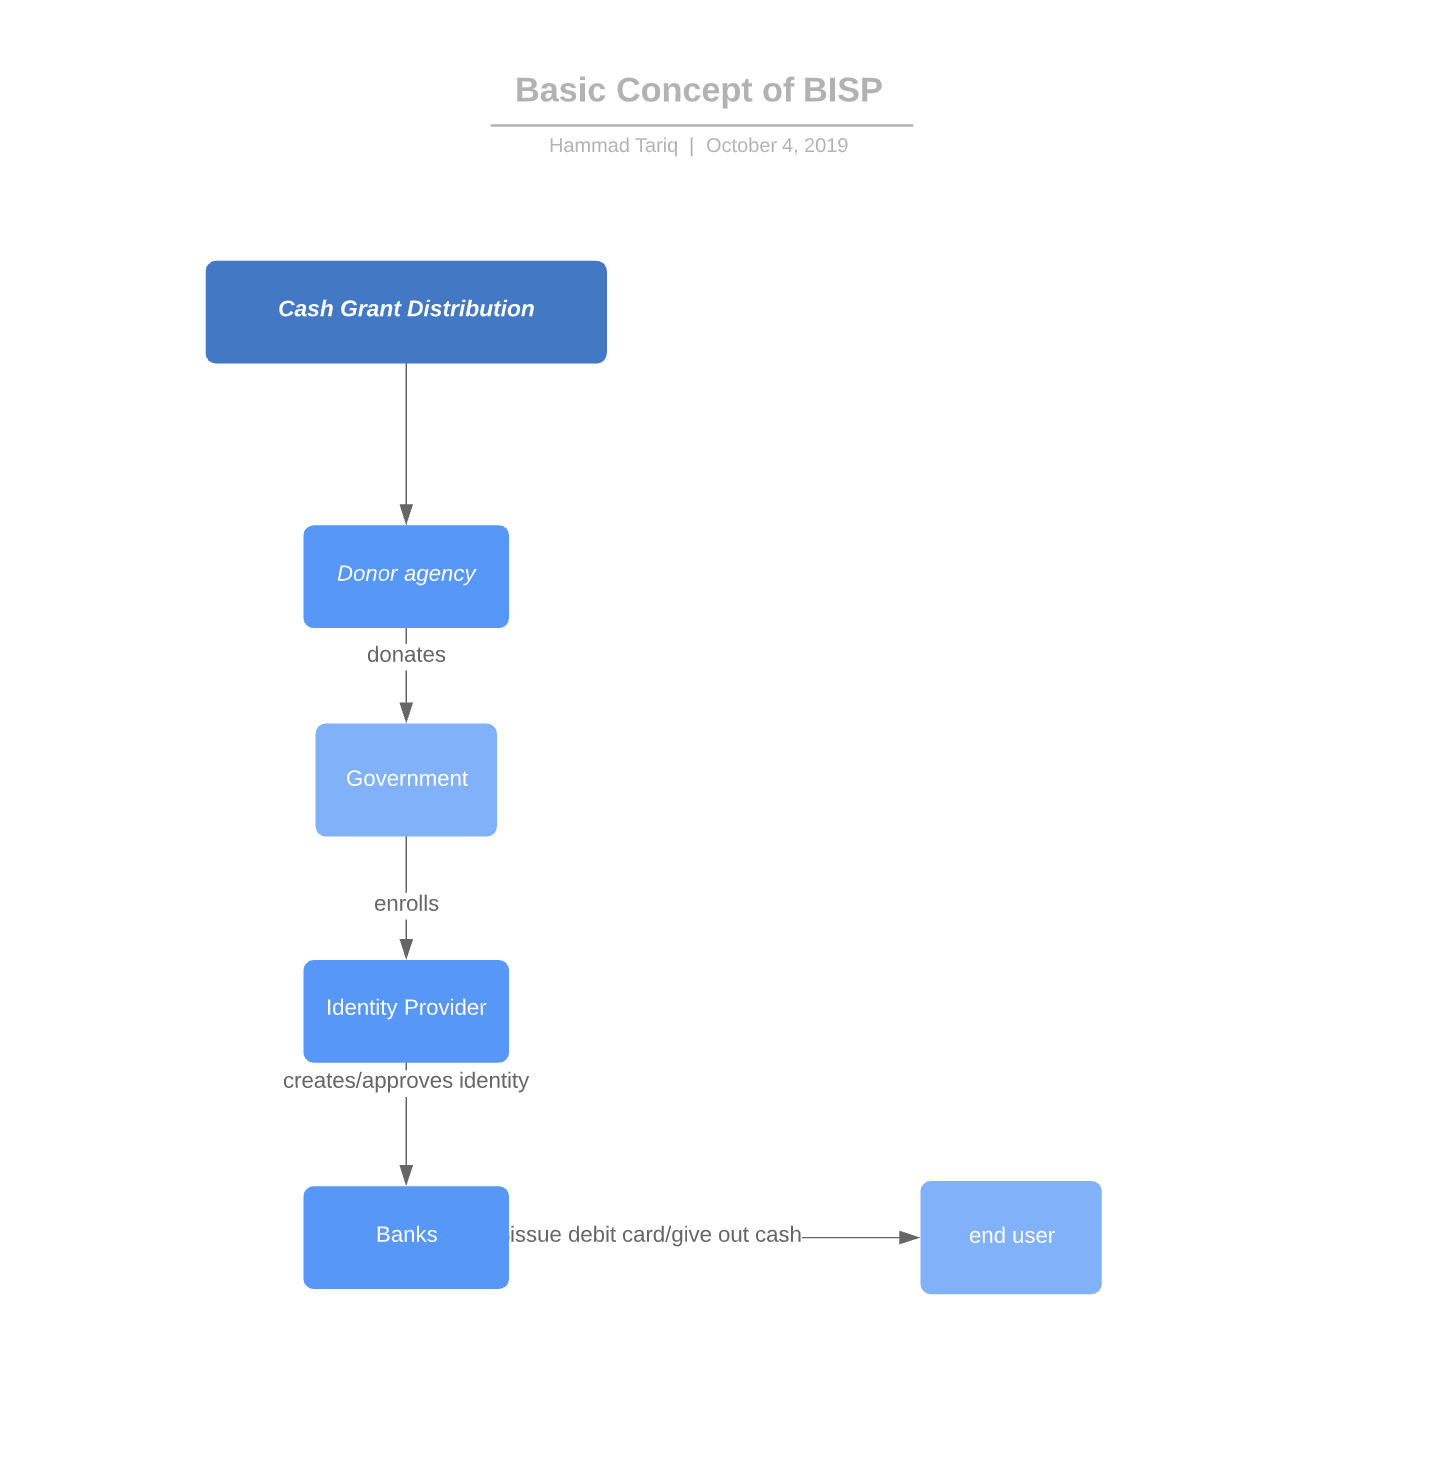 Basic Concept of BISP
Hammad Tariq | October 4, 2019
Cash Grant Distribution
Donor agency
donates
Government
enrolls
Identity Provider
creates/approves identity
Banks
issue debit card/give out cash
end user